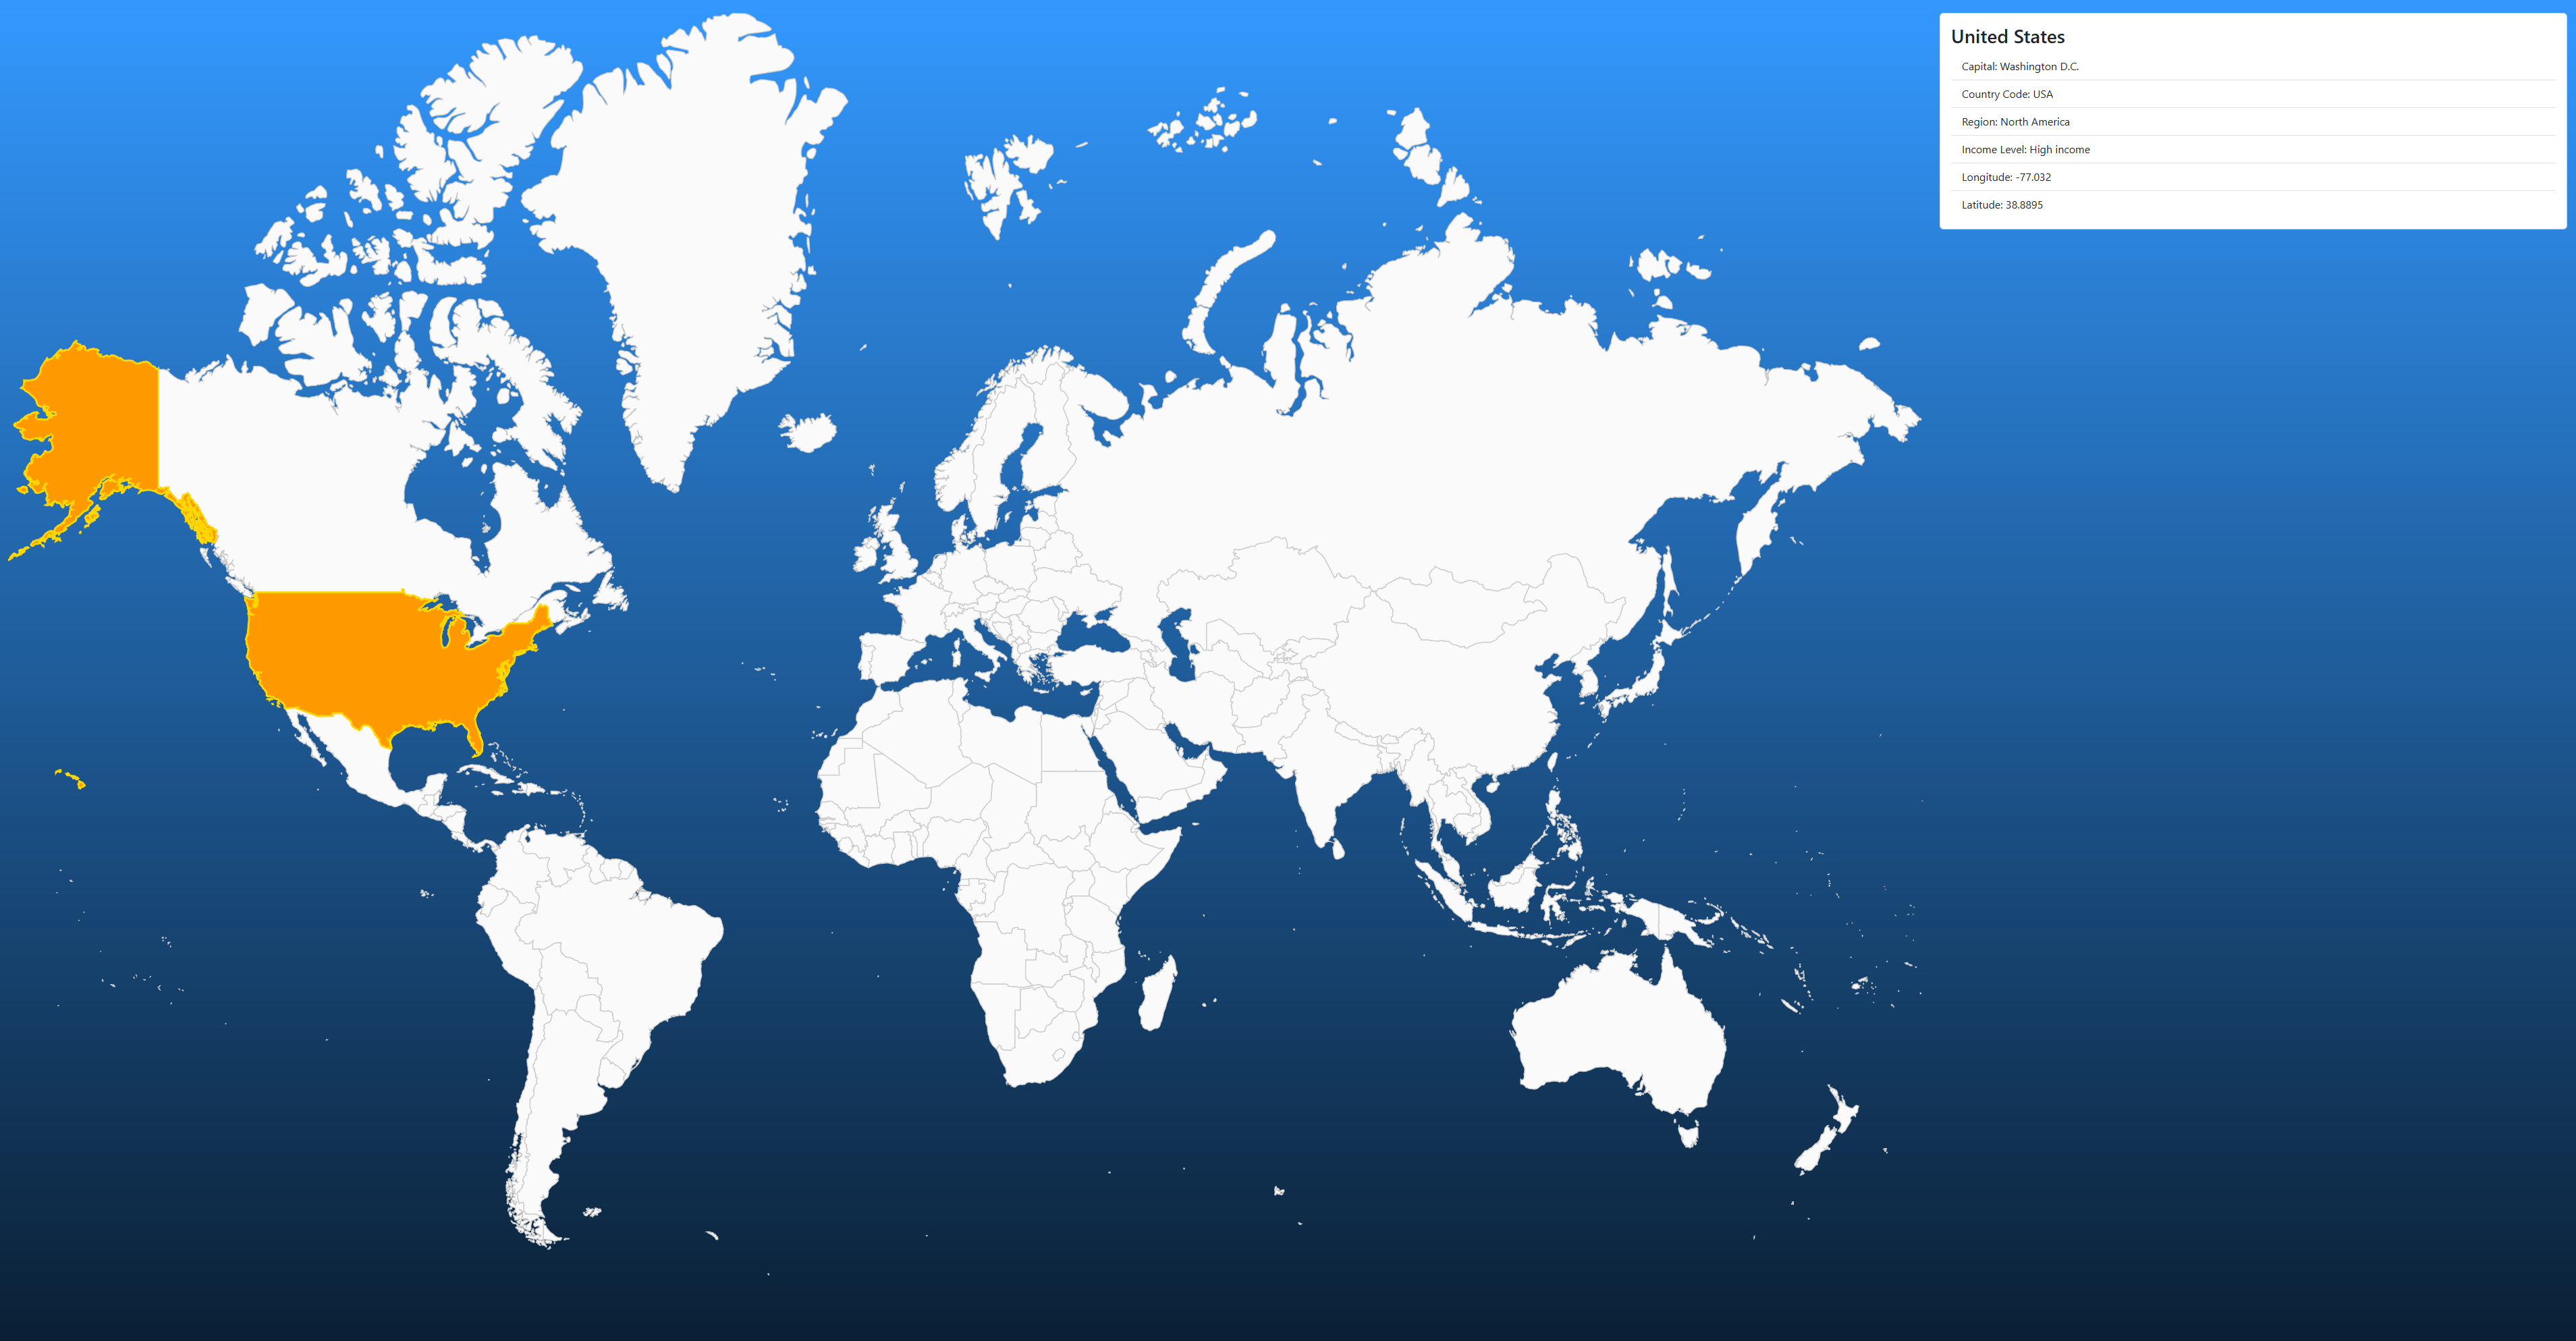 United States
Capital: Washington D.C.
Country Code: USA
Region: North America
Income Level: High income
Longitude: -77.032
Latitude: 38.8895